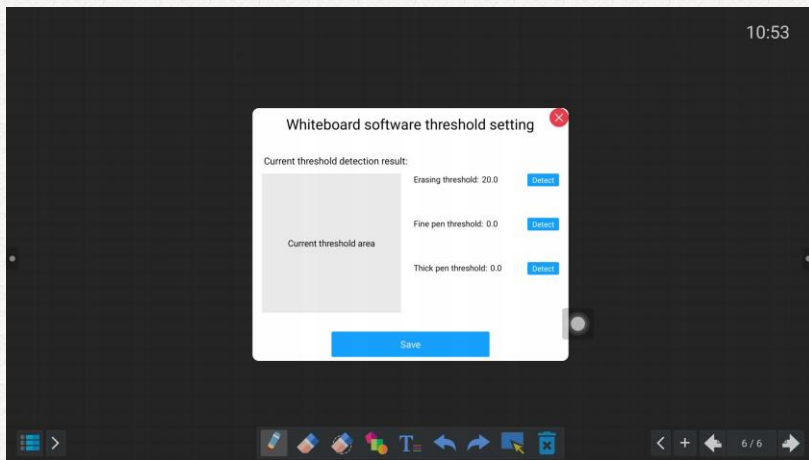 10:53
Whiteboard software threshold setting
Current threshold detection result:
Current threshold area
Erasing threshold: 20.0
Detect
Fine pen threshold: 0.0
Detect
Thick pen threshold: 0.0
Detect
Save
T
6/6